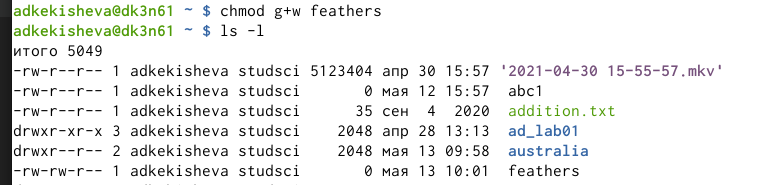 adkekisheva@dk3n61 ~ $ chmod g+w feathers
adkekisheva@dk3n61 ~ $ ls -l
итого 5049
-rw-r--r-- 1 adkekisheva studsci 5123404 апр 30 15:57 '2021-04-30 15-55-57.mkv'
-rw-r--r-- 1 adkekisheva studsci       0 мая 12 15:57  abc1
-rw-r--r-- 1 adkekisheva studsci      35 сен  4  2020  addition.txt
drwxr-xr-x 3 adkekisheva studsci    2048 апр 28 13:13  ad_lab01
drwxr--r-- 2 adkekisheva studsci    2048 мая 13 09:58  australia
-rw-rw-r-- 1 adkekisheva studsci       0 мая 13 10:01  feathers